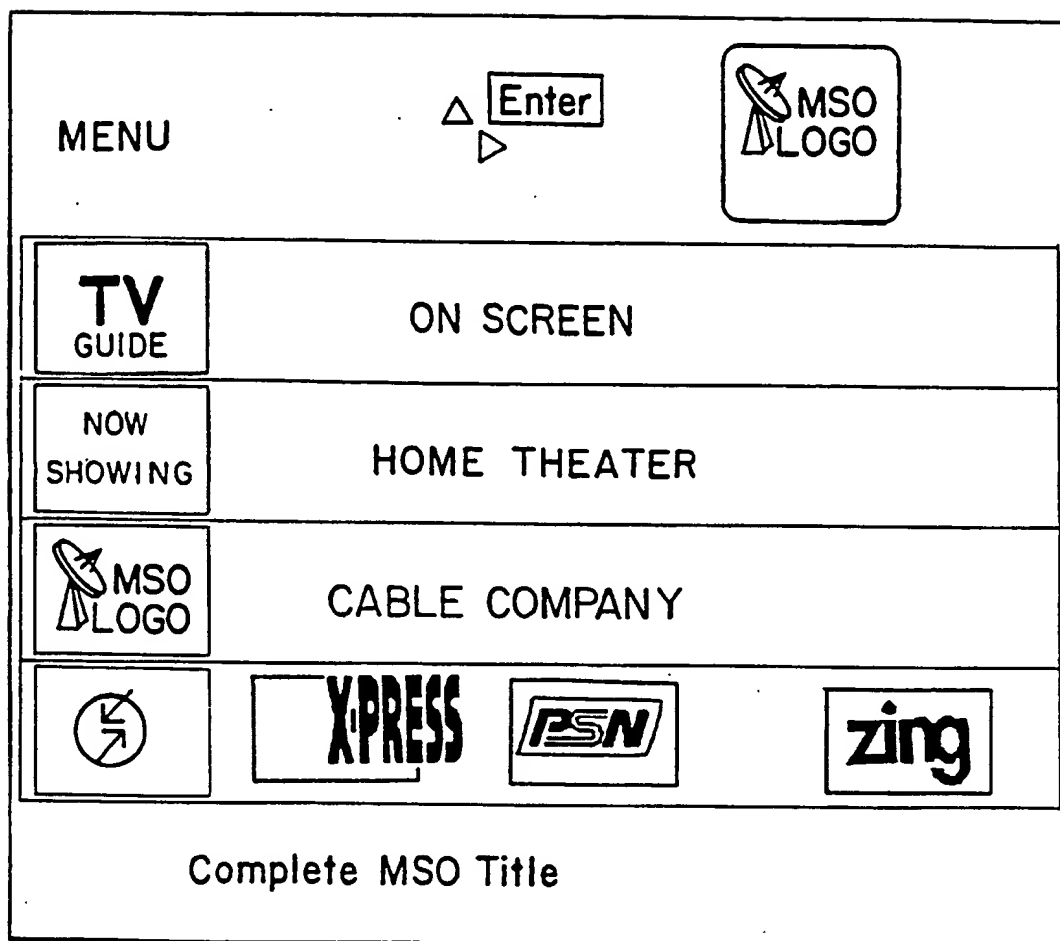 MENU
Enter
MSO
LOGO
TV
GUIDE
ON SCREEN
NOW
SHOWING
HOME THEATER
MSO
LOGO
CABLE COMPANY
X·PRESS
PSN
zing
Complete MSO Title